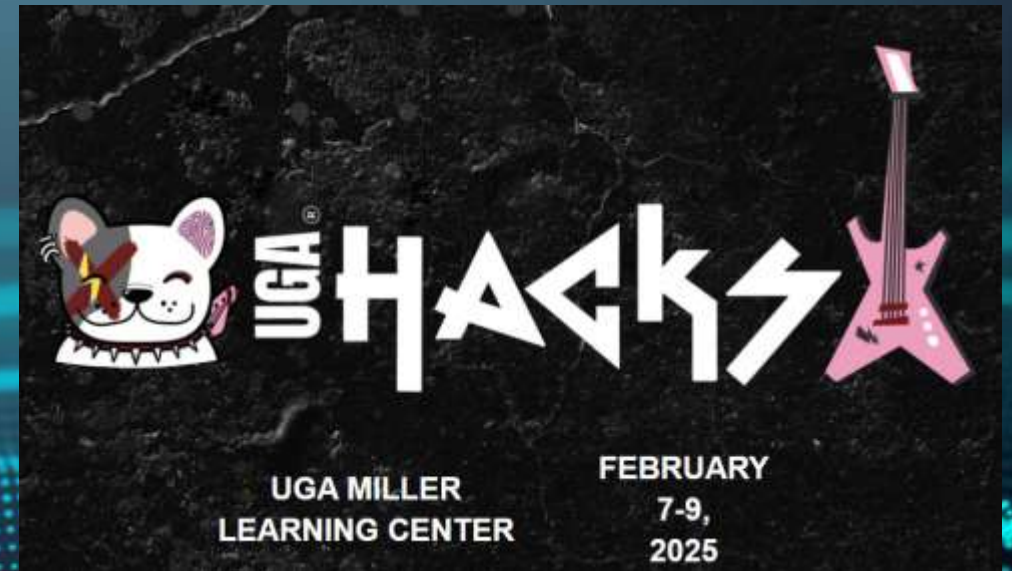 UGA® HACKS
UGA MILLER
LEARNING CENTER
FEBRUARY
7-9,
2025